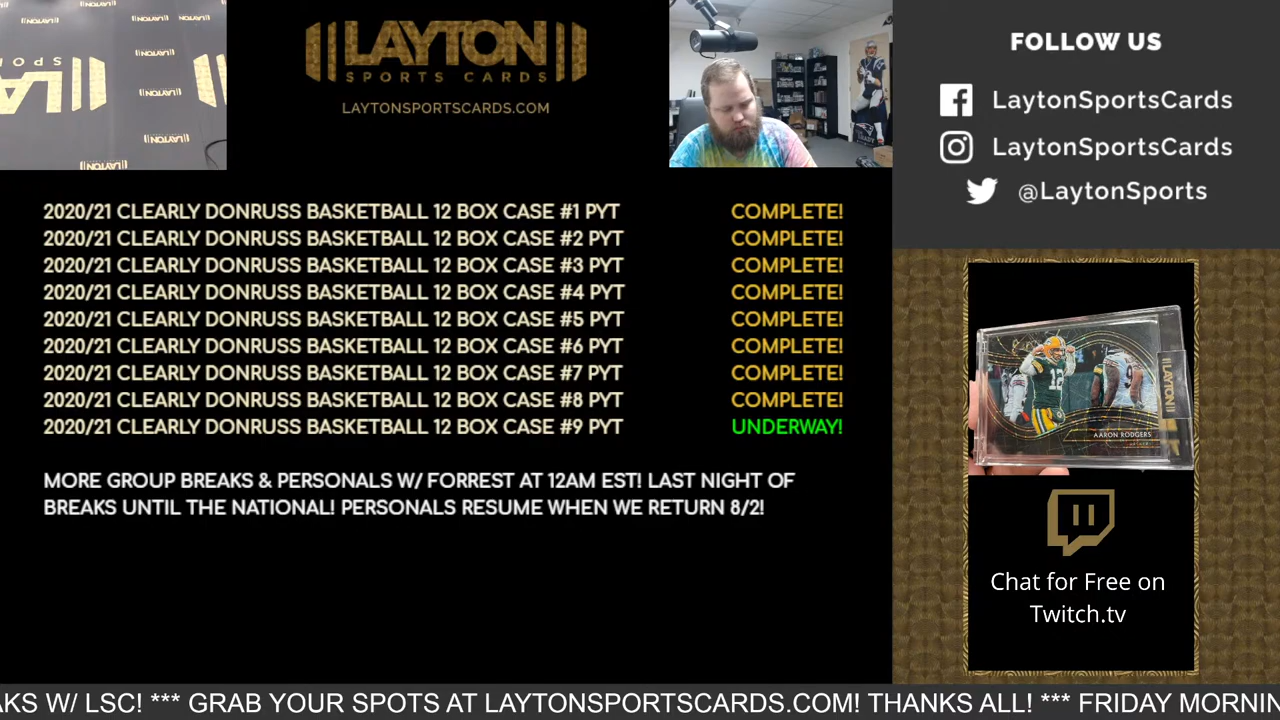 LAYTON
SPORTS CARDS
LAYTONSPORTSCARDS.COM
FOLLOW US
LaytonSportsCards
LaytonSportsCards
@LaytonSports
2020/21 CLEARLY DONRUSS BASKETBALL 12 BOX CASE #1 PYT COMPLETE!
2020/21 CLEARLY DONRUSS BASKETBALL 12 BOX CASE #2 PYT COMPLETE!
2020/21 CLEARLY DONRUSS BASKETBALL 12 BOX CASE #3 PYT COMPLETE!
2020/21 CLEARLY DONRUSS BASKETBALL 12 BOX CASE #4 PYT COMPLETE!
2020/21 CLEARLY DONRUSS BASKETBALL 12 BOX CASE #5 PYT COMPLETE!
2020/21 CLEARLY DONRUSS BASKETBALL 12 BOX CASE #6 PYT COMPLETE!
2020/21 CLEARLY DONRUSS BASKETBALL 12 BOX CASE #7 PYT COMPLETE!
2020/21 CLEARLY DONRUSS BASKETBALL 12 BOX CASE #8 PYT COMPLETE!
2020/21 CLEARLY DONRUSS BASKETBALL 12 BOX CASE #9 PYT UNDERWAY!
MORE GROUP BREAKS & PERSONALS W/ FORREST AT 12AM EST! LAST NIGHT OF
BREAKS UNTIL THE NATIONAL! PERSONALS RESUME WHEN WE RETURN 8/2!
12
LAYTON
AARON RODGERS
Chat for Free on
Twitch.tv
AKS W/ LSC! *** GRAB YOUR SPOTS AT LAYTONSPORTSCARDS.COM! THANKS ALL! *** FRIDAY MORNIN